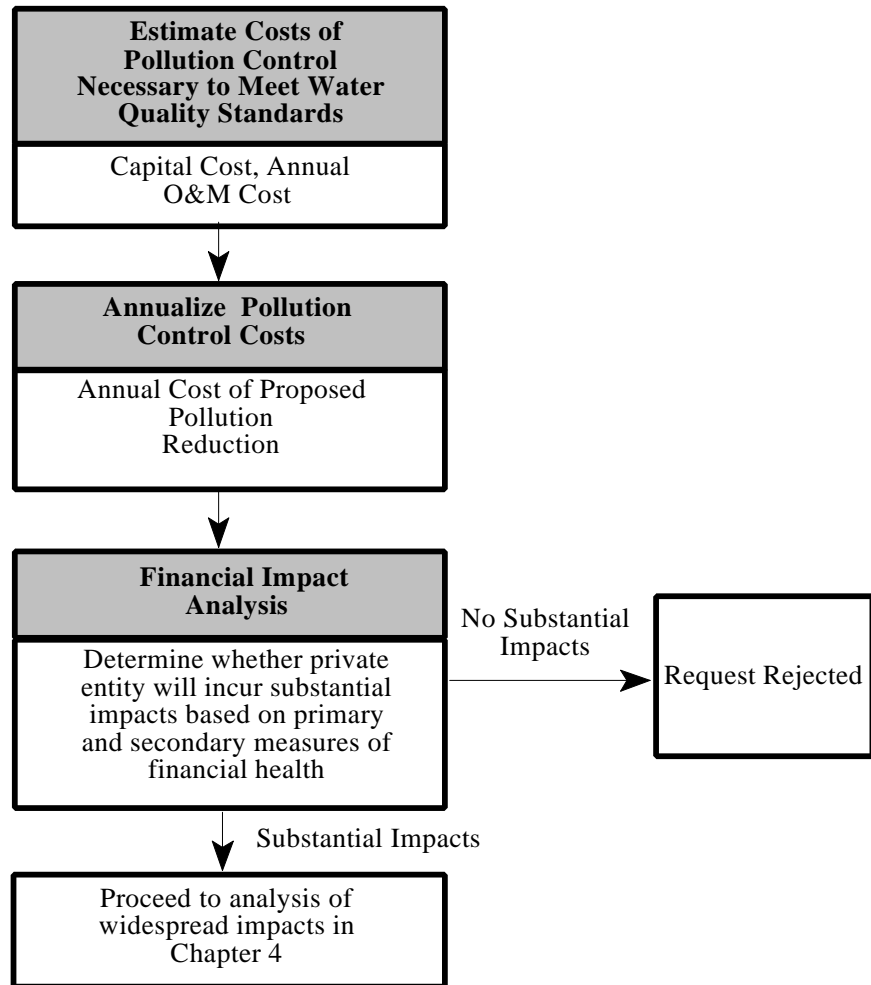 Estimate Costs of
Pollution Control
Necessary to Meet Water
Quality Standards
Capital Cost, Annual
O&M Cost
Annualize Pollution
Control Costs
Annual Cost of Proposed
Pollution
Reduction
Financial Impact
Analysis
Determine whether private
entity will incur substantial
impacts based on primary
and secondary measures of
financial health
No Substantial
Impacts
Request Rejected
Substantial Impacts
Proceed to analysis of
widespread impacts in
Chapter 4